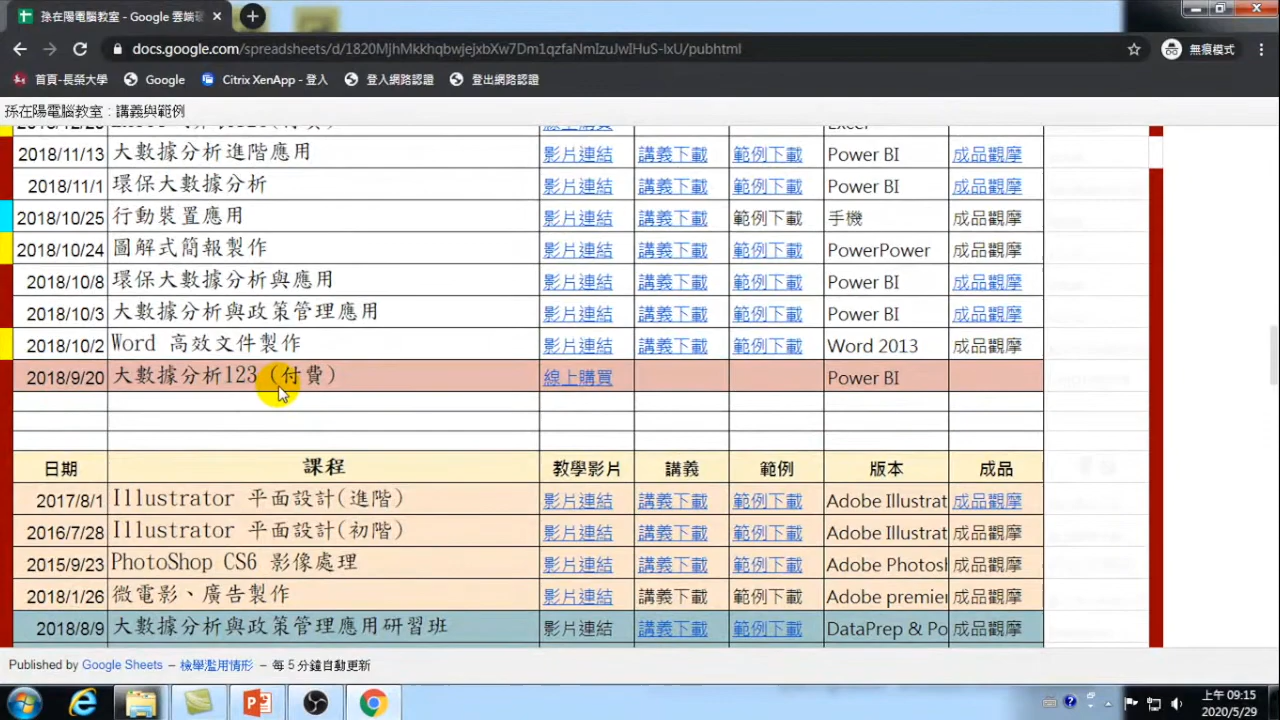 孫在陽電腦教室 - Google 雲端硬
docs.google.com/spreadsheets/d/1820MjhMkkhqbwjejxbXw7Dm1qzfaNmIzuJwIHuS-lxU/pubhtml
無痕模式
首頁-長榮大學 Google Citrix XenApp - 登入 登入網路認證 登出網路認證
孫在陽電腦教室 : 講義與範例
線上購買 Excel
2018/11/13 大數據分析進階應用 影片連結 講義下載 範例下載 Power BI 成品觀摩
2018/11/1 環保大數據分析 影片連結 講義下載 範例下載 Power BI 成品觀摩
2018/10/25 行動裝置應用 影片連結 講義下載 範例下載 手機 成品觀摩
2018/10/24 圖解式簡報製作 影片連結 講義下載 範例下載 PowerPower 成品觀摩
2018/10/8 環保大數據分析與應用 影片連結 講義下載 範例下載 Power BI 成品觀摩
2018/10/3 大數據分析與政策管理應用 影片連結 講義下載 範例下載 Power BI 成品觀摩
2018/10/2 Word 高效文件製作 影片連結 講義下載 範例下載 Word 2013 成品觀摩
2018/9/20 大數據分析123 (付費) 線上購買 Power BI
日期 課程 教學影片 講義 範例 版本 成品
2017/8/1 Illustrator 平面設計(進階) 影片連結 講義下載 範例下載 Adobe Illustrat 成品觀摩
2016/7/28 Illustrator 平面設計(初階) 影片連結 講義下載 範例下載 Adobe Illustrat 成品觀摩
2015/9/23 PhotoShop CS6 影像處理 影片連結 講義下載 範例下載 Adobe Photosh 成品觀摩
2018/1/26 微電影、廣告製作 影片連結 講義下載 範例下載 Adobe premier 成品觀摩
2018/8/9 大數據分析與政策管理應用研習班 影片連結 講義下載 範例下載 DataPrep & Po 成品觀摩
Published by Google Sheets – 檢舉濫用情形 – 每 5 分鐘自動更新
上午 09:15
2020/5/29